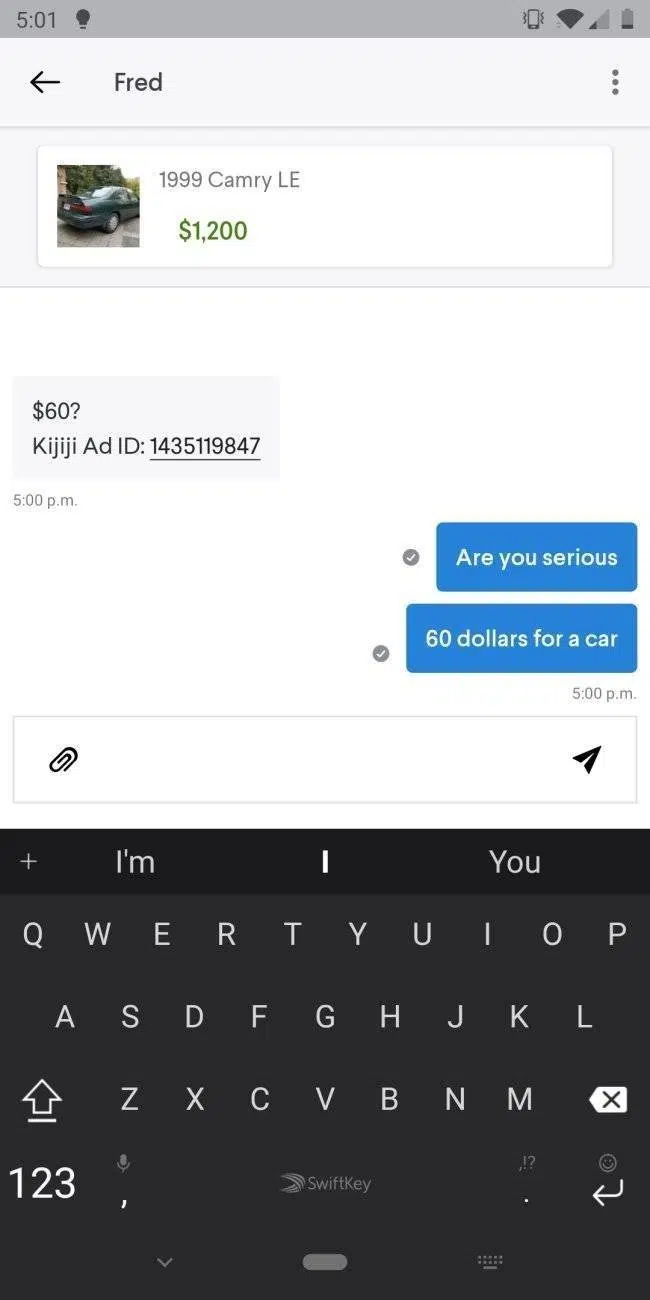 5:01
Fred
1999 Camry LE
$1,200
$60?
Kijiji Ad ID: 1435119847
5:00 p.m.
Are you serious
60 dollars for a car
5:00 p.m.
+ I'm I You
Q W E R T Y U I O P
A S D F G H J K L
Z X C V B N M
,!?
123 , SwiftKey .